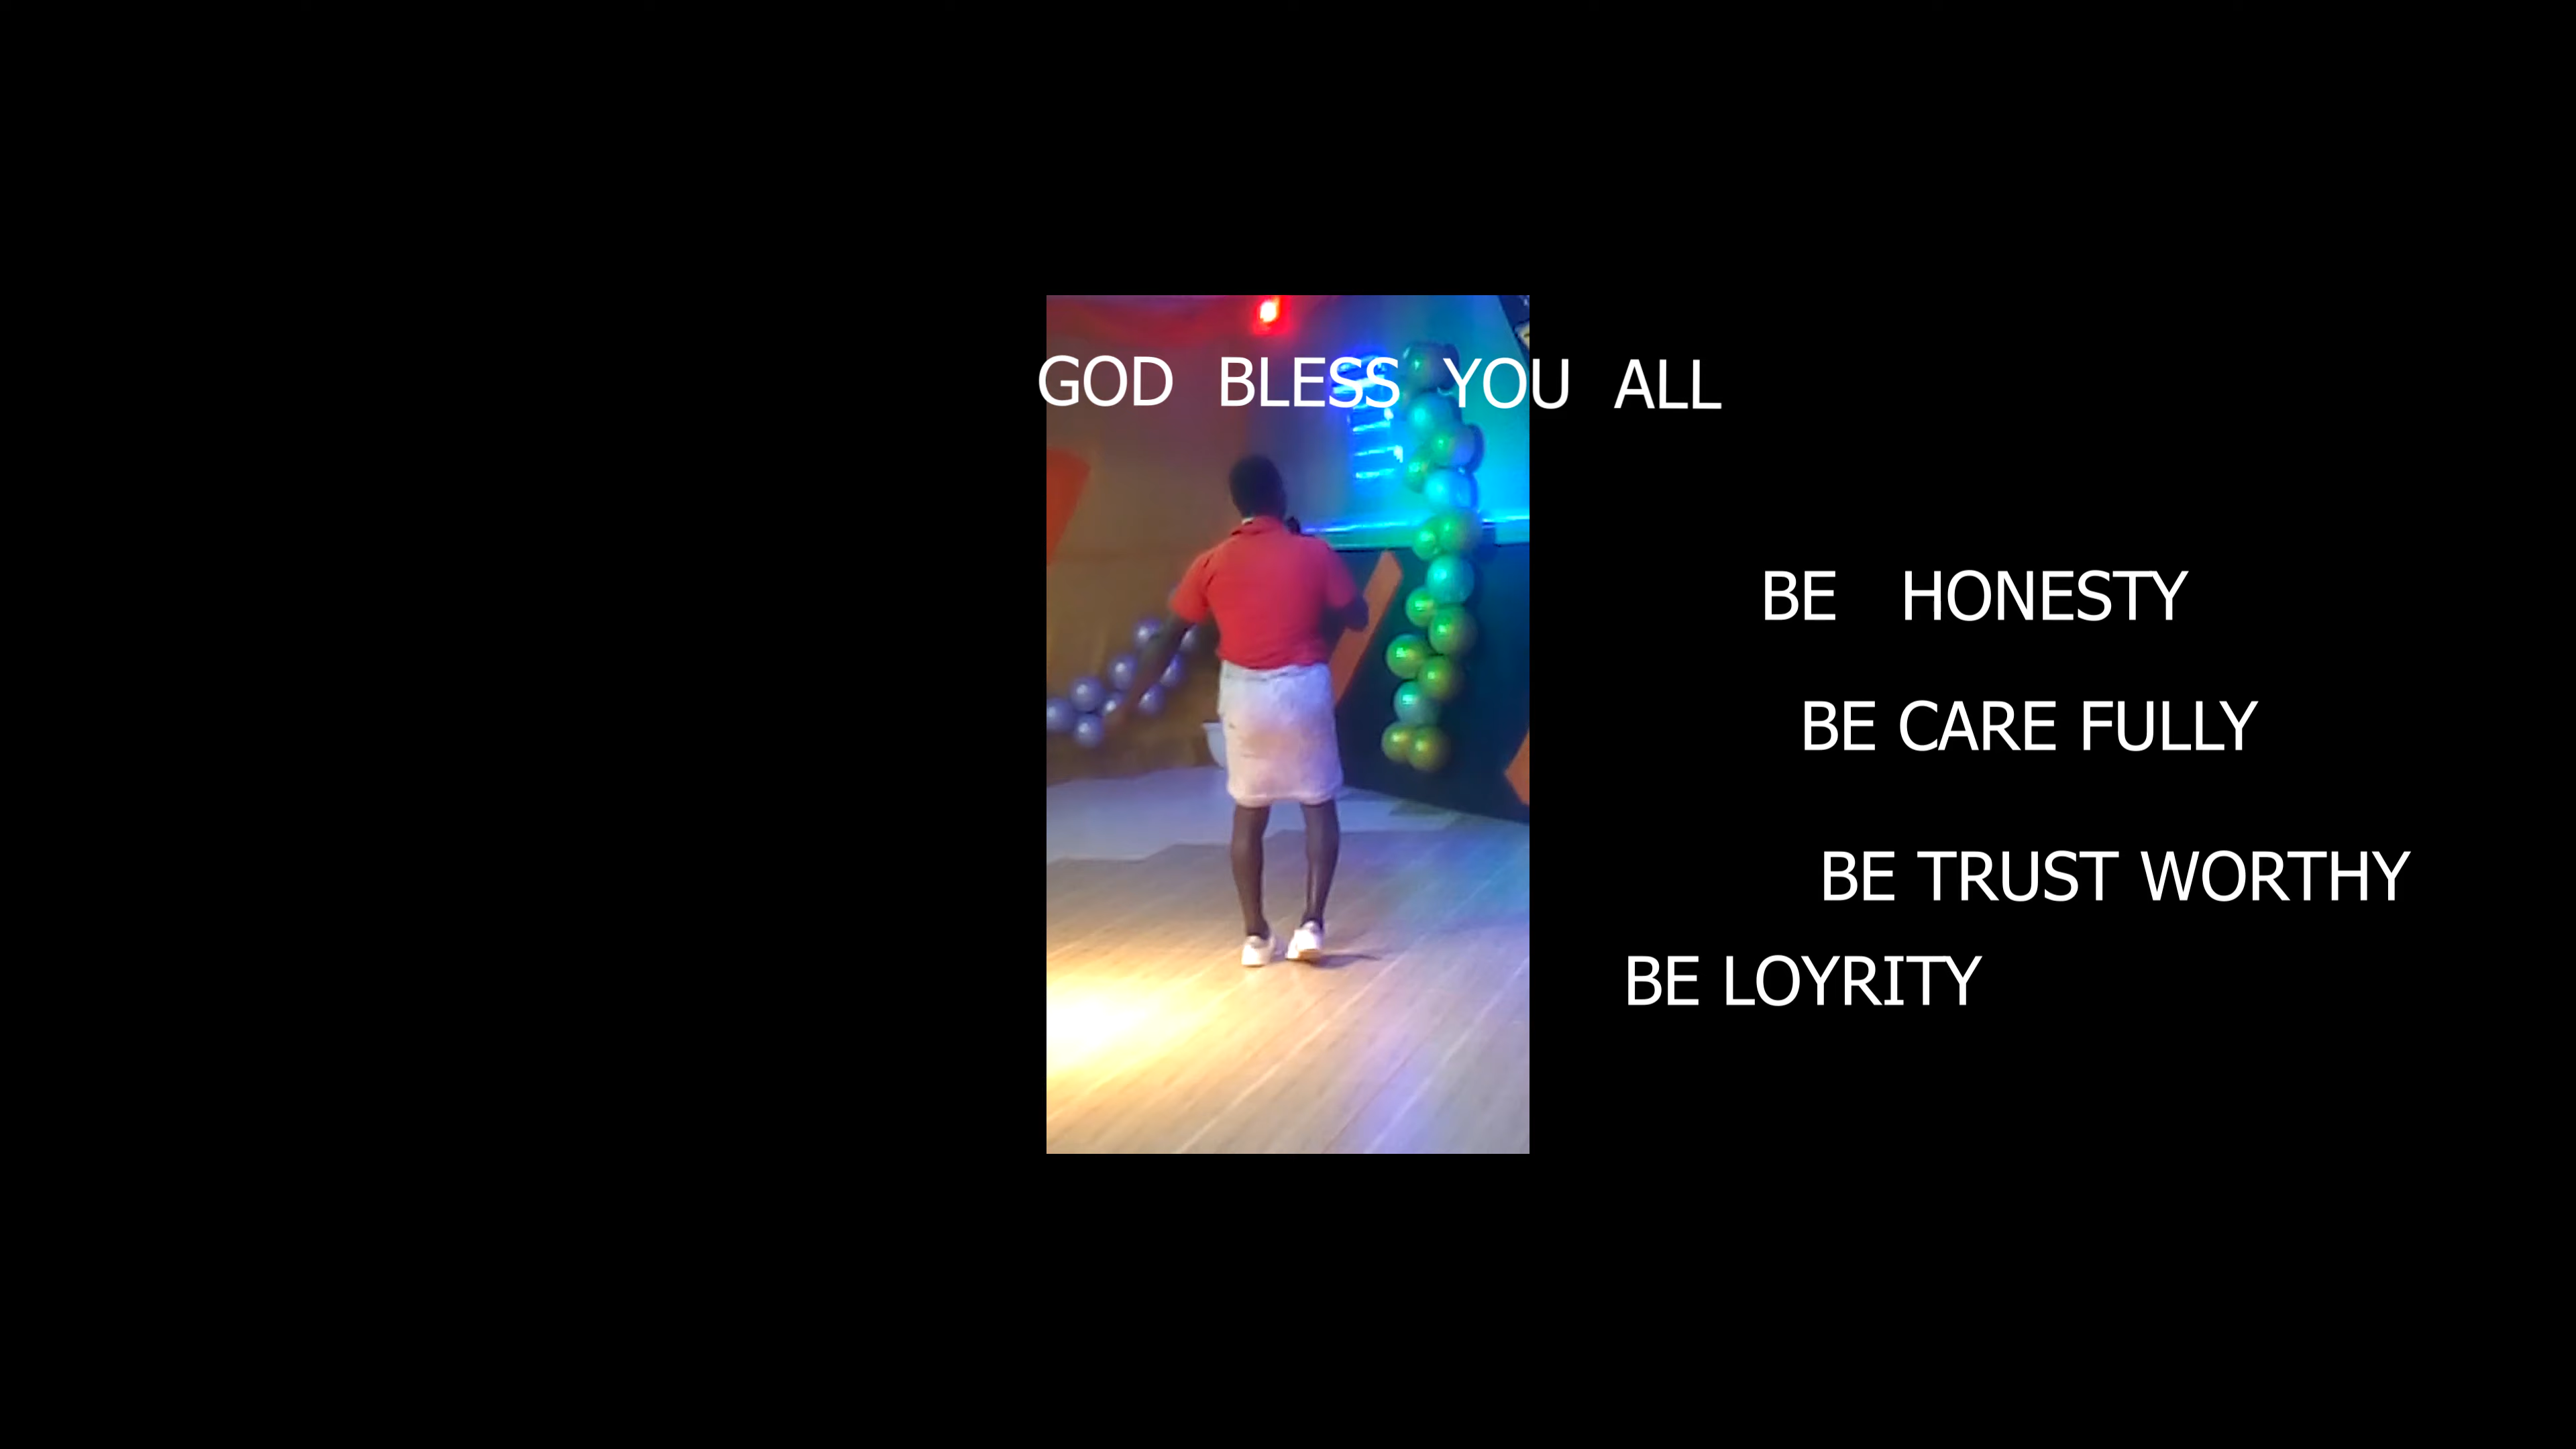 GOD BLESS YOU ALL
BE HONESTY
BE CARE FULLY
BE TRUST WORTHY
BE LOYRITY